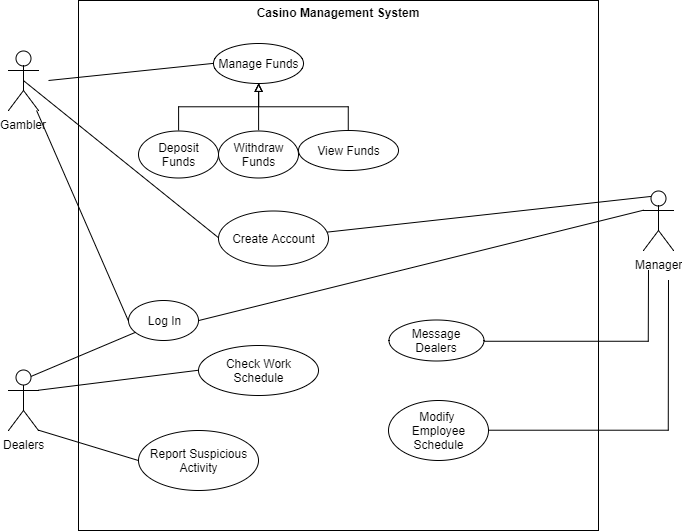 Casino Management System
Manage Funds
Gambler
Deposit
Funds
Withdraw
Funds
View Funds
Create Account
Manager
Log In
Message
Dealers
Check Work
Schedule
Modify
Employee
Schedule
Dealers
Report Suspicious
Activity